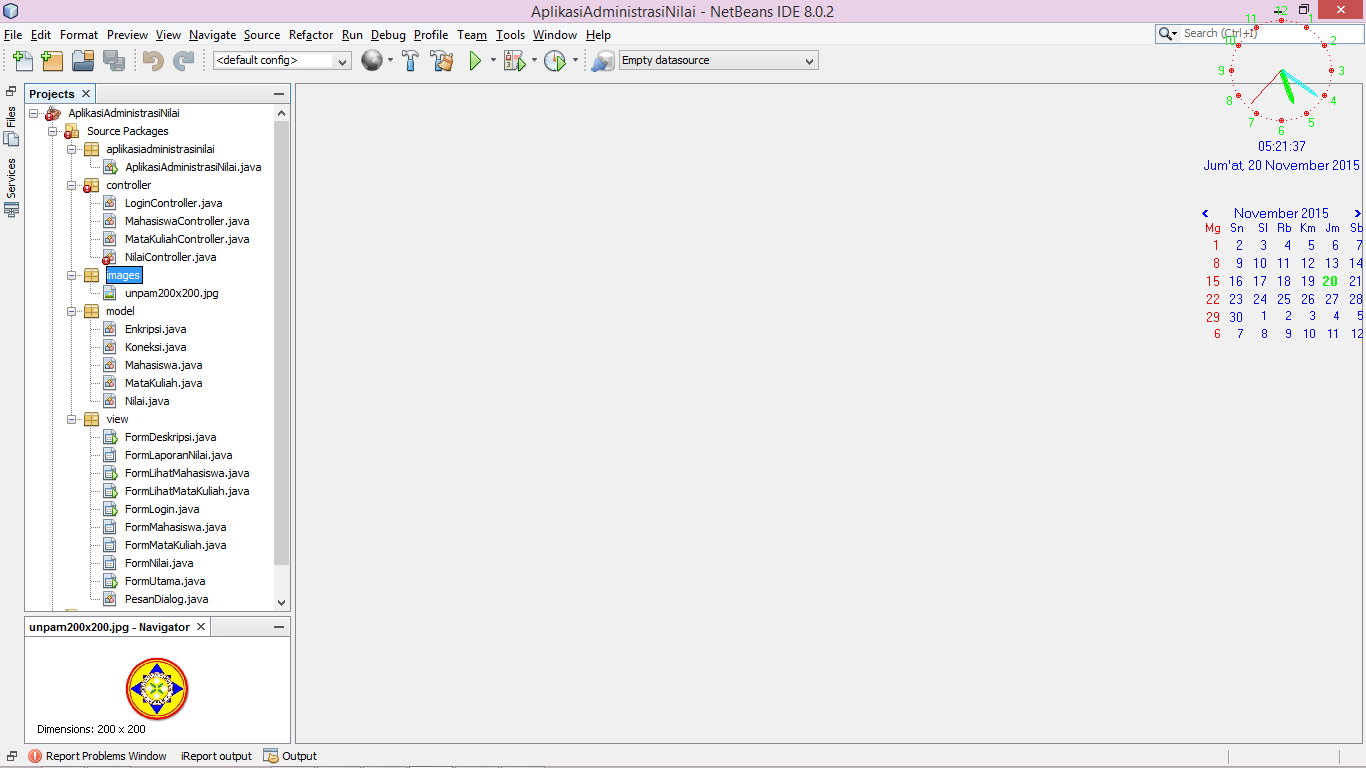 AplikasiAdministrasiNilai - NetBeans IDE 8.0.2
File Edit Format Preview View Navigate Source Refactor Run Debug Profile Team Tools Window Help
Search (Ctrl+I)
<default config>
Empty datasource
Files
Services
Projects
AplikasiAdministrasiNilai
Source Packages
aplikasiadministrasinilai
AplikasiAdministrasiNilai.java
controller
LoginController.java
MahasiswaController.java
MataKuliahController.java
NilaiController.java
images
unpam200x200.jpg
model
Enkripsi.java
Koneksi.java
Mahasiswa.java
MataKuliah.java
Nilai.java
view
FormDeskripsi.java
FormLaporanNilai.java
FormLihatMahasiswa.java
FormLihatMataKuliah.java
FormLogin.java
FormMahasiswa.java
FormMataKuliah.java
FormNilai.java
FormUtama.java
PesanDialog.java
unpam200x200.jpg - Navigator
Dimensions: 200 x 200
12
11 1
10 2
9 3
8 4
7 5
6
05:21:37
Jum'at, 20 November 2015
< November 2015 >
Mg Sn Sl Rb Km Jm Sb
1 2 3 4 5 6 7
8 9 10 11 12 13 14
15 16 17 18 19 20 21
22 23 24 25 26 27 28
29 30 1 2 3 4 5
6 7 8 9 10 11 12
Report Problems Window iReport output Output